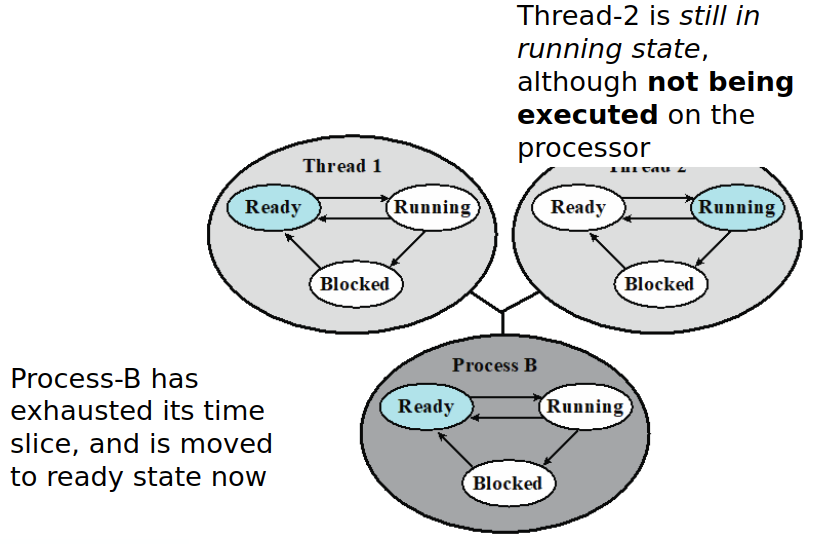 Thread-2 is still in
running state,
although not being
executed on the
processor
Thread 1
Ready
Running
Blocked
Thread 2
Ready
Running
Blocked
Process-B has
exhausted its time
slice, and is moved
to ready state now
Process B
Ready
Running
Blocked